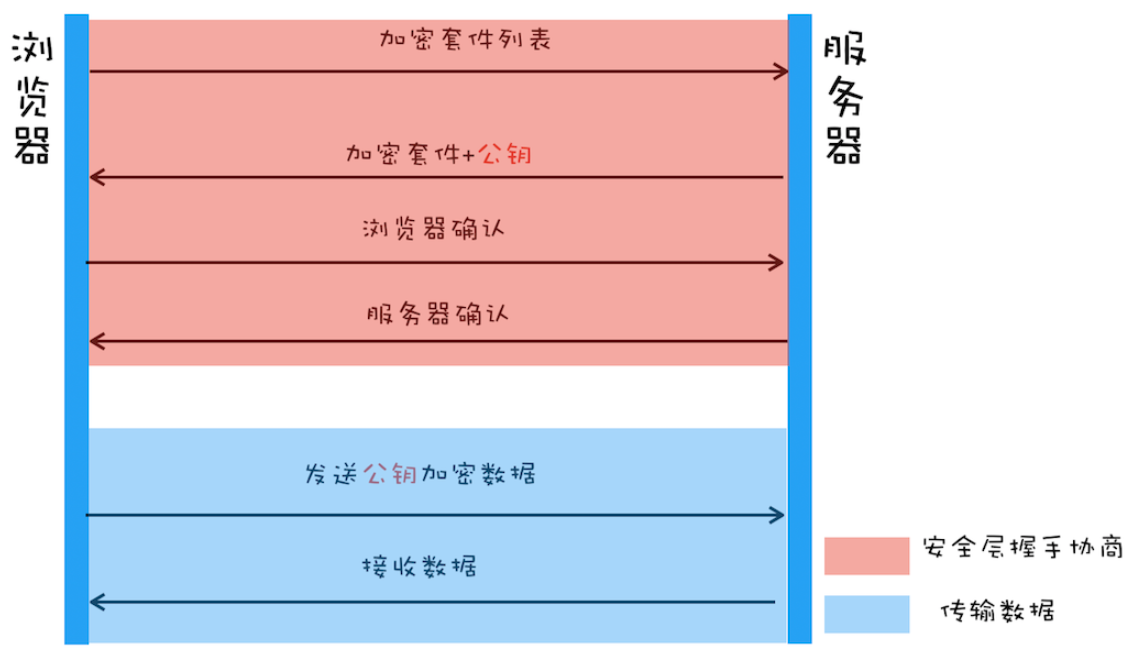 浏览器
服务器
加密套件列表
加密套件+公钥
浏览器确认
服务器确认
发送公钥加密数据
接收数据
安全层握手协商
传输数据